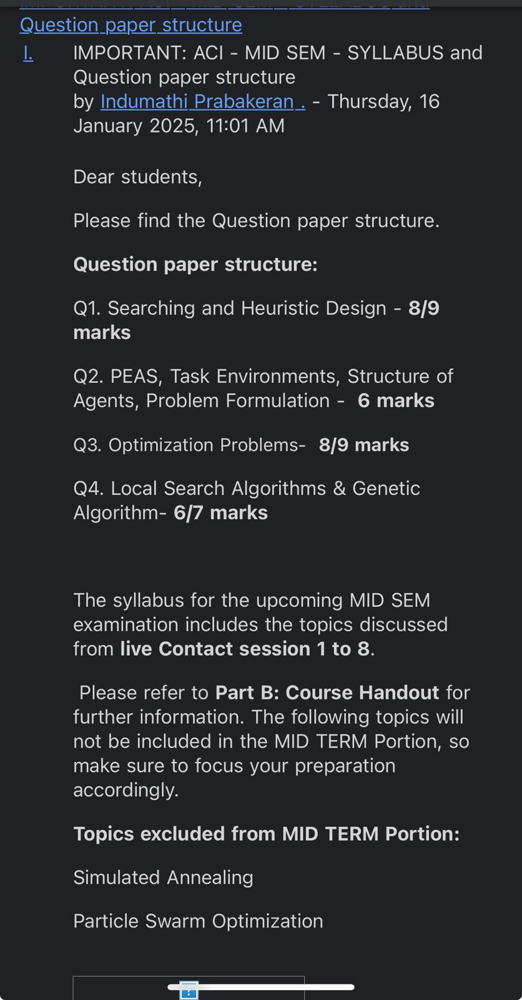 Question paper structure
I. IMPORTANT: ACI - MID SEM - SYLLABUS and
Question paper structure
by Indumathi Prabakeran . - Thursday, 16
January 2025, 11:01 AM
Dear students,
Please find the Question paper structure.
Question paper structure:
Q1. Searching and Heuristic Design - 8/9
marks
Q2. PEAS, Task Environments, Structure of
Agents, Problem Formulation - 6 marks
Q3. Optimization Problems- 8/9 marks
Q4. Local Search Algorithms & Genetic
Algorithm- 6/7 marks
The syllabus for the upcoming MID SEM
examination includes the topics discussed
from live Contact session 1 to 8.
Please refer to Part B: Course Handout for
further information. The following topics will
not be included in the MID TERM Portion, so
make sure to focus your preparation
accordingly.
Topics excluded from MID TERM Portion:
Simulated Annealing
Particle Swarm Optimization
?